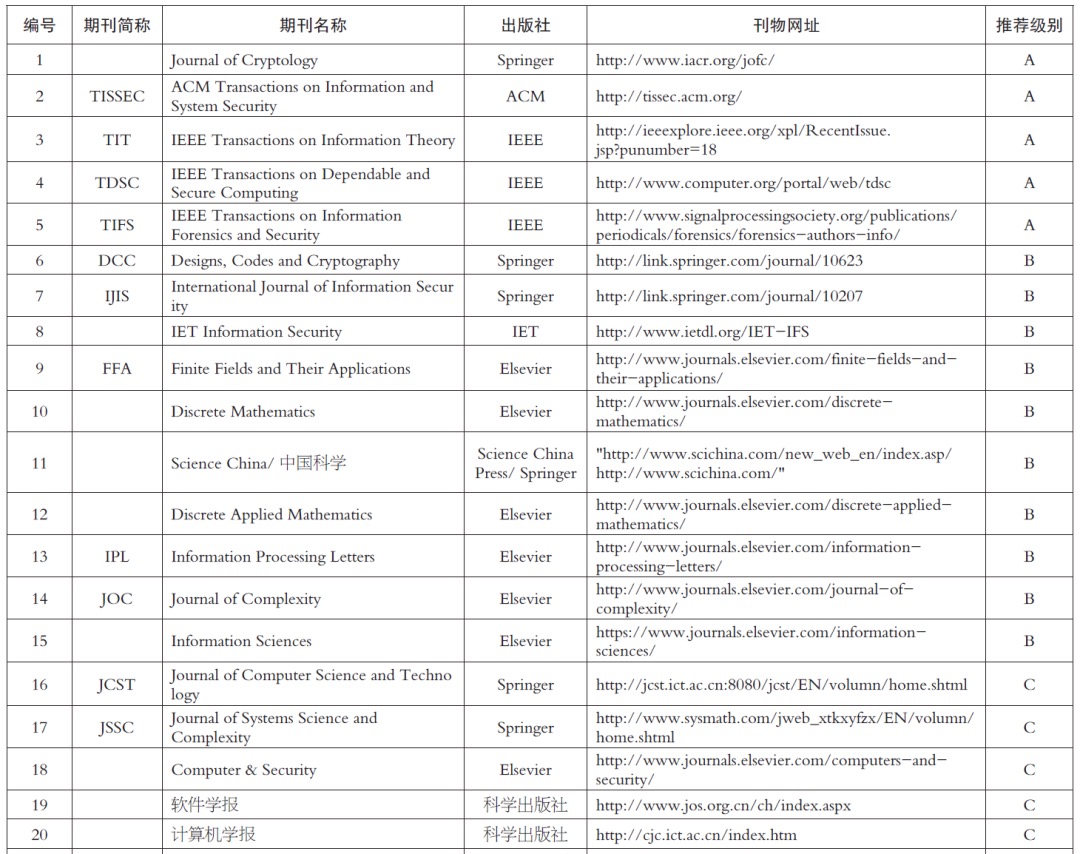 编号 期刊简称 期刊名称 出版社 刊物网址 推荐级别
1 Journal of Cryptology Springer http://www.iacr.org/jofc/ A
2 TISSEC ACM Transactions on Information and
System Security ACM http://tissec.acm.org/ A
3 TIT IEEE Transactions on Information Theory IEEE http://ieeexplore.ieee.org/xpl/RecentIssue.
jsp?punumber=18 A
4 TDSC IEEE Transactions on Dependable and
Secure Computing IEEE http://www.computer.org/portal/web/tdsc A
5 TIFS IEEE Transactions on Information
Forensics and Security IEEE http://www.signalprocessingsociety.org/publications/
periodicals/forensics/forensics-authors-info/ A
6 DCC Designs, Codes and Cryptography Springer http://link.springer.com/journal/10623 B
7 IJIS International Journal of Information Secur
ity Springer http://link.springer.com/journal/10207 B
8 IET Information Security IET http://www.ietdl.org/IET-IFS B
9 FFA Finite Fields and Their Applications Elsevier http://www.journals.elsevier.com/finite-fields-and-
their-applications/ B
10 Discrete Mathematics Elsevier http://www.journals.elsevier.com/discrete-
mathematics/ B
11 Science China/ 中国科学 Science China
Press/ Springer "http://www.scichina.com/new_web_en/index.asp/
http://www.scichina.com/" B
12 Discrete Applied Mathematics Elsevier http://www.journals.elsevier.com/discrete-applied-
mathematics/ B
13 IPL Information Processing Letters Elsevier http://www.journals.elsevier.com/information-
processing-letters/ B
14 JOC Journal of Complexity Elsevier http://www.journals.elsevier.com/journal-of-
complexity/ B
15 Information Sciences Elsevier https://www.journals.elsevier.com/information-
sciences/ B
16 JCST Journal of Computer Science and Techno
logy Springer http://jcst.ict.ac.cn:8080/jcst/EN/volumn/home.shtml C
17 JSSC Journal of Systems Science and
Complexity Springer http://www.sysmath.com/jweb_xtkxyfzx/EN/volumn/
home.shtml C
18 Computer & Security Elsevier http://www.journals.elsevier.com/computers-and-
security/ C
19 软件学报 科学出版社 http://www.jos.org.cn/ch/index.aspx C
20 计算机学报 科学出版社 http://cjc.ict.ac.cn/index.htm C